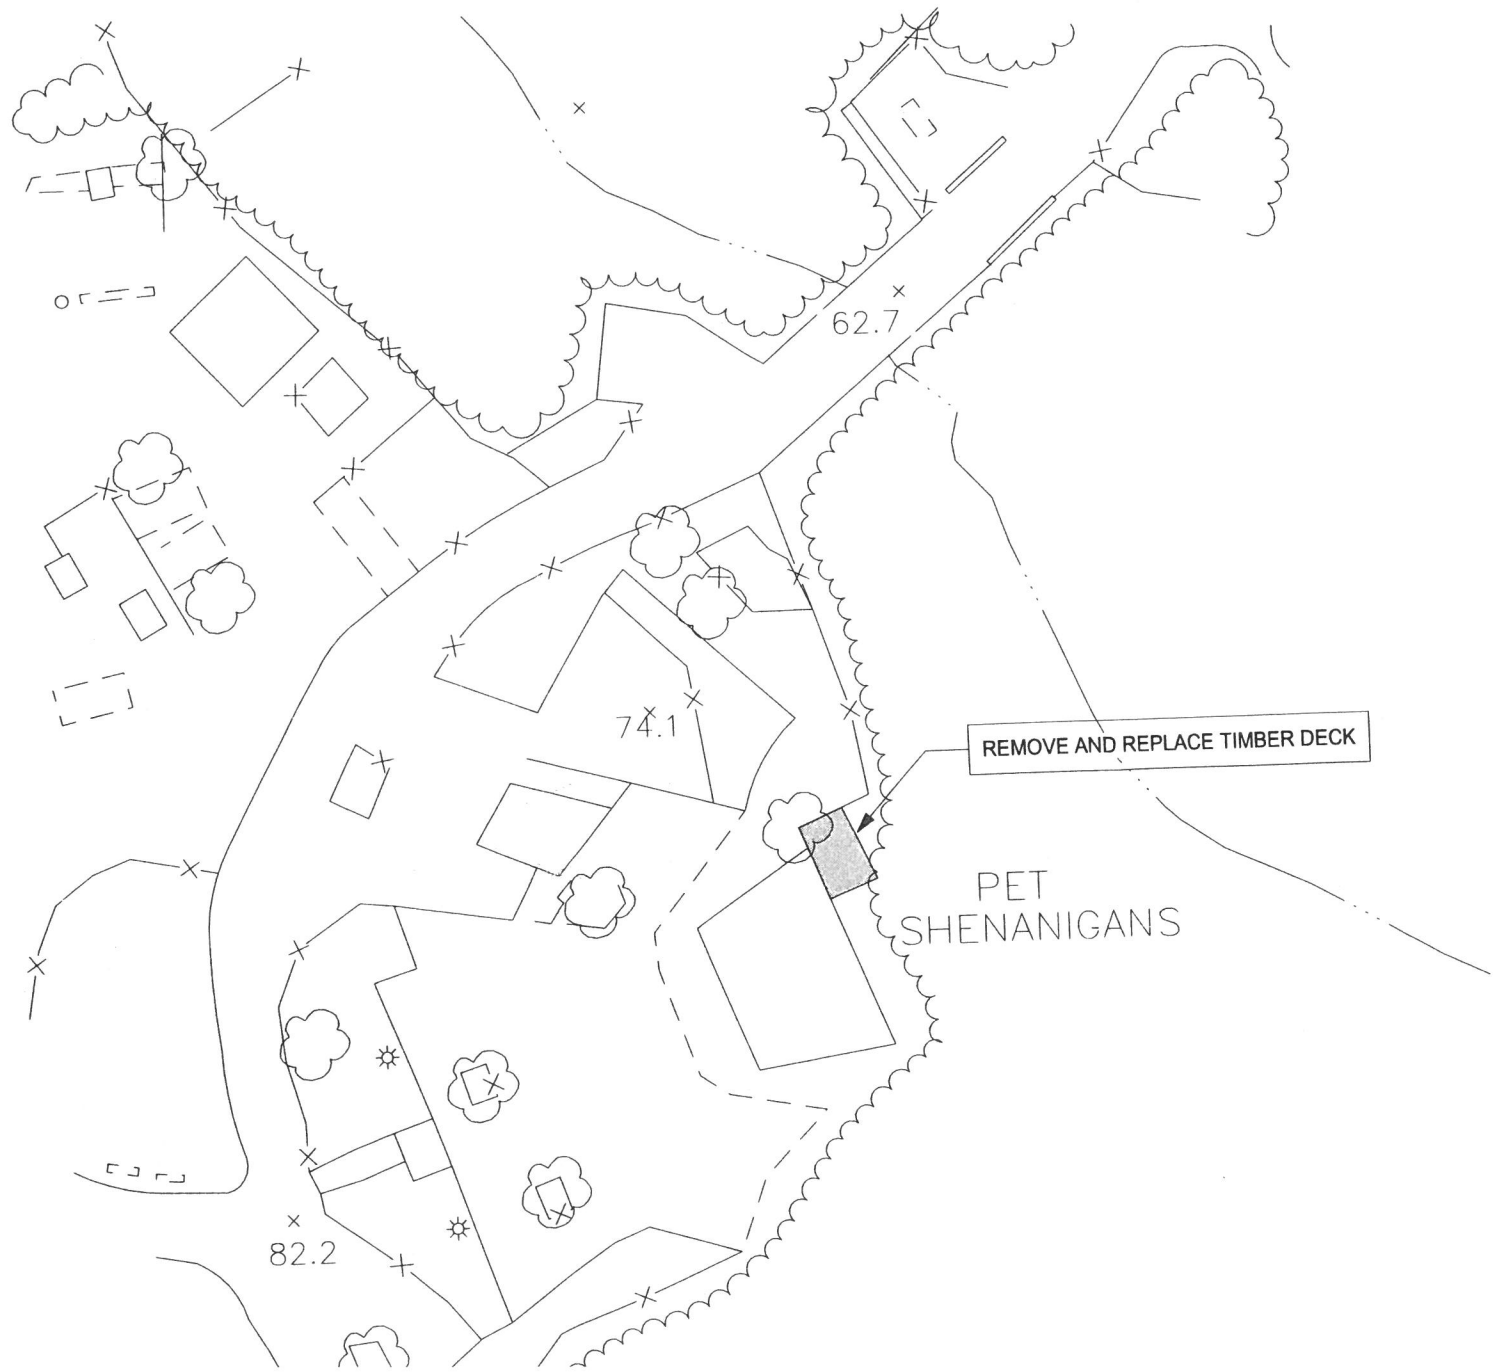 62.7
74.1
REMOVE AND REPLACE TIMBER DECK
PET
SHENANIGANS
82.2